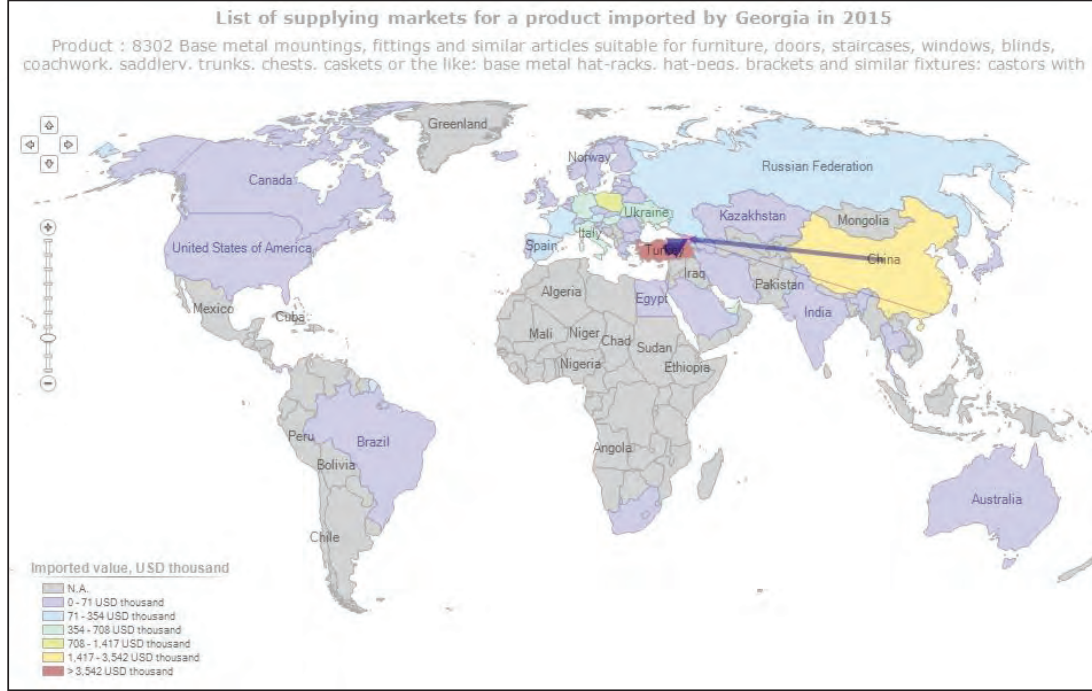 List of supplying markets for a product imported by Georgia in 2015
Product : 8302 Base metal mountings, fittings and similar articles suitable for furniture, doors, staircases, windows, blinds,
coachwork, saddlery, trunks, chests, caskets or the like; base metal hat-racks, hat-pegs, brackets and similar fixtures; castors with
Greenland
Norway
Russian Federation
Canada
Ukraine
Kazakhstan
Mongolia
Italy
United States of America
Spain
China
Iraq
Pakistan
Mexico
Algeria
Egypt
India
Cuba
Mali
Niger
Chad
Sudan
Nigeria
Ethiopia
Peru
Brazil
Angola
Bolivia
Australia
Chile
Imported value, USD thousand
N.A.
0 - 71 USD thousand
71 - 354 USD thousand
354 - 708 USD thousand
708 - 1,417 USD thousand
1,417 - 3,542 USD thousand
> 3,542 USD thousand